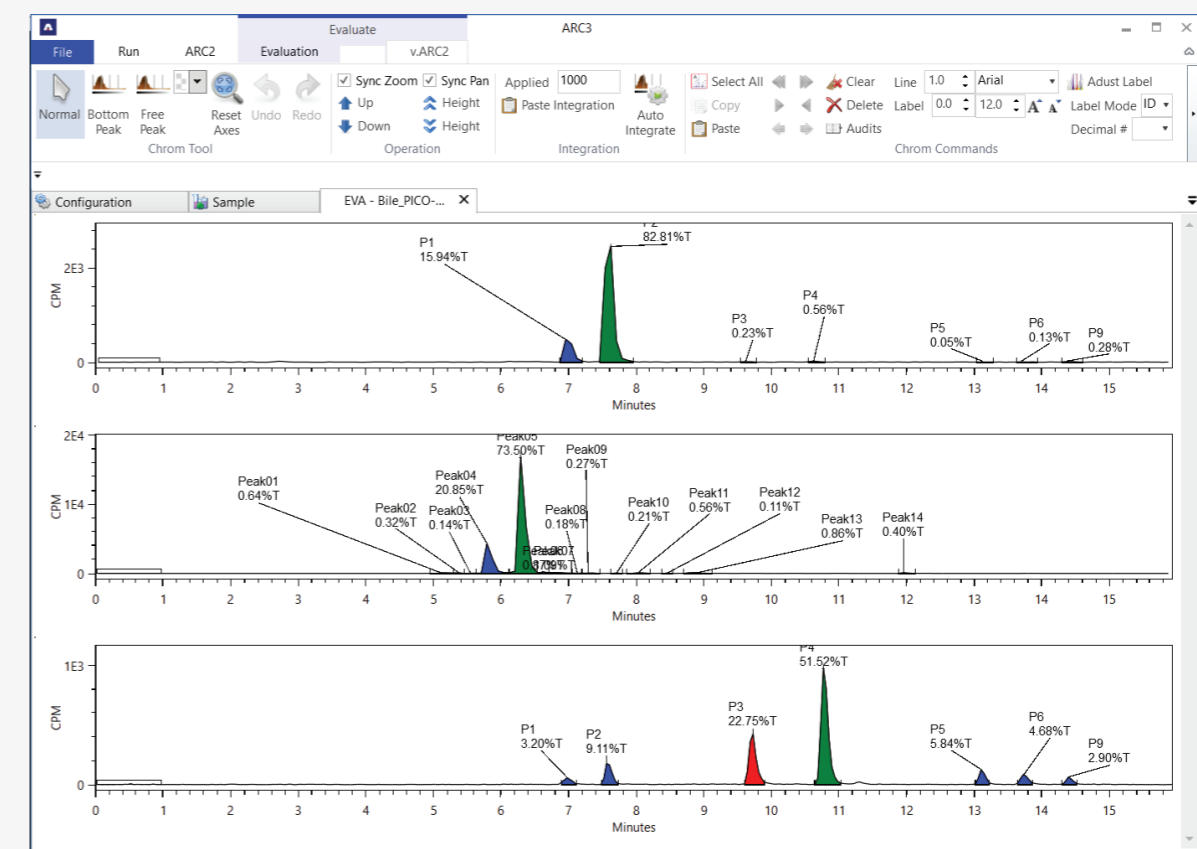 Evaluate
ARC3
File
Run
ARC2
Evaluation
v.ARC2
Normal
Bottom Peak
Free Peak
Reset Axes
Undo
Redo
Chrom Tool
Sync Zoom
Sync Pan
Up
Height
Down
Height
Operation
Applied 1000
Paste Integration
Auto Integrate
Integration
Select All
Copy
Paste
Clear
Delete
Audits
Line 1.0 Arial
Label 0.0 12.0 A A
Adust Label
Label Mode ID
Decimal #
Chrom Commands
Configuration
Sample
EVA - Bile_PICO-...
CPM
2E3
0
P1
15.94%T
P2
82.81%T
P3
0.23%T
P4
0.56%T
P5
0.05%T
P6
0.13%T
P9
0.28%T
0 1 2 3 4 5 6 7 8 9 10 11 12 13 14 15
Minutes
CPM
2E4
1E4
0
Peak01
0.64%T
Peak02
0.32%T
Peak03
0.14%T
Peak04
20.85%T
Peak05
73.50%T
Peak08
0.18%T
Peak09
0.27%T
Peak10
0.21%T
Peak11
0.56%T
Peak12
0.11%T
Peak13
0.86%T
Peak14
0.40%T
0 1 2 3 4 5 6 7 8 9 10 11 12 13 14 15
Minutes
CPM
1E3
0
P1
3.20%T
P2
9.11%T
P3
22.75%T
P4
51.52%T
P5
5.84%T
P6
4.68%T
P9
2.90%T
0 1 2 3 4 5 6 7 8 9 10 11 12 13 14 15
Minutes